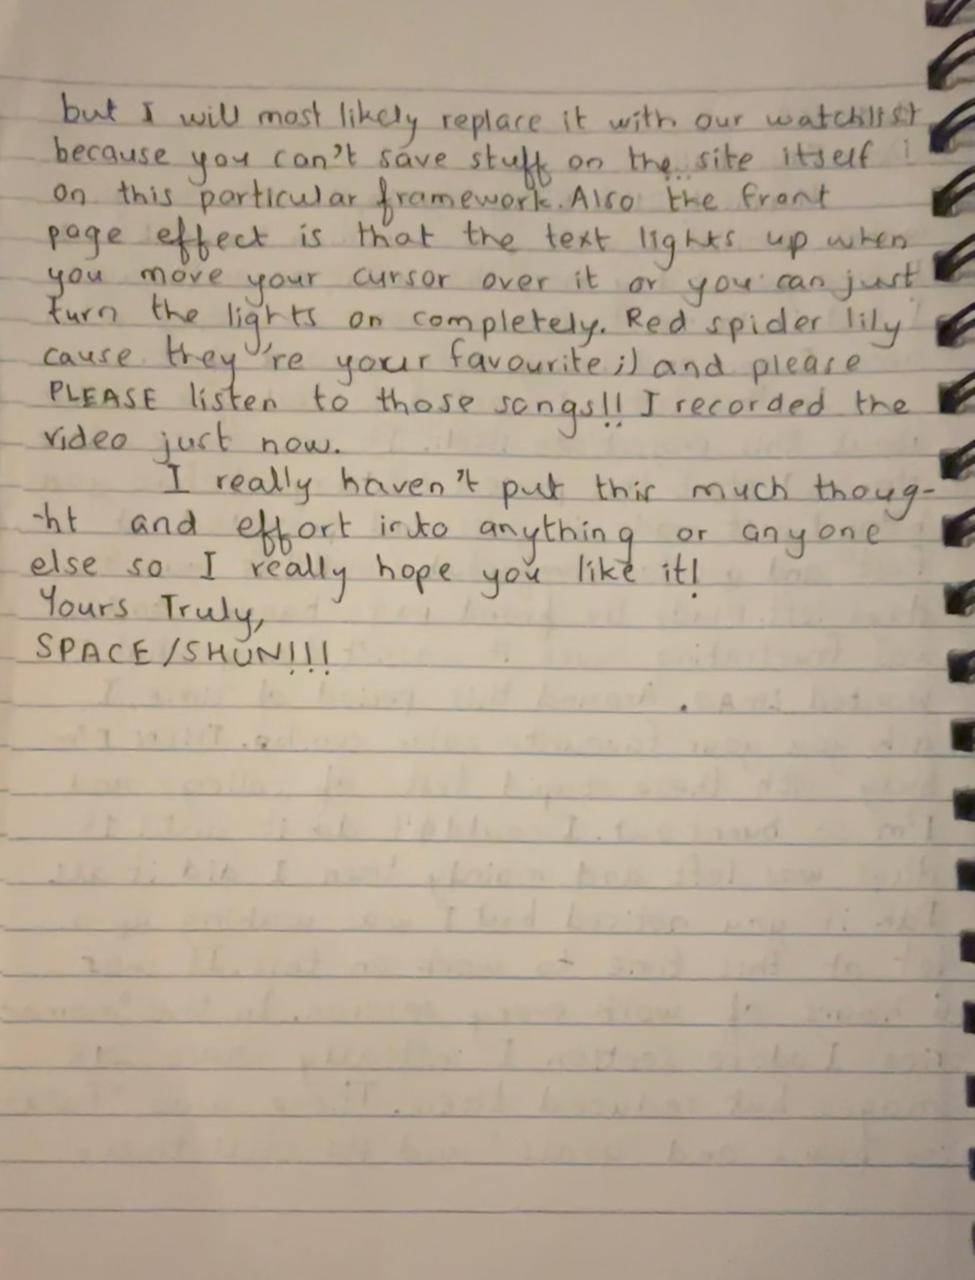 but I will most likely replace it with our watchlist
because you can't save stuff on the site itself
on this particular framework. Also the front
page effect is that the text lights up when
you move your cursor over it or you can just
turn the lights on completely. Red spider lily
cause they're your favourite ;) and please
PLEASE listen to those songs!! I recorded the
video just now.
I really haven't put this much thoug-
-ht and effort into anything or anyone
else so I really hope you like it!
Yours Truly,
SPACE/SHUN!!!